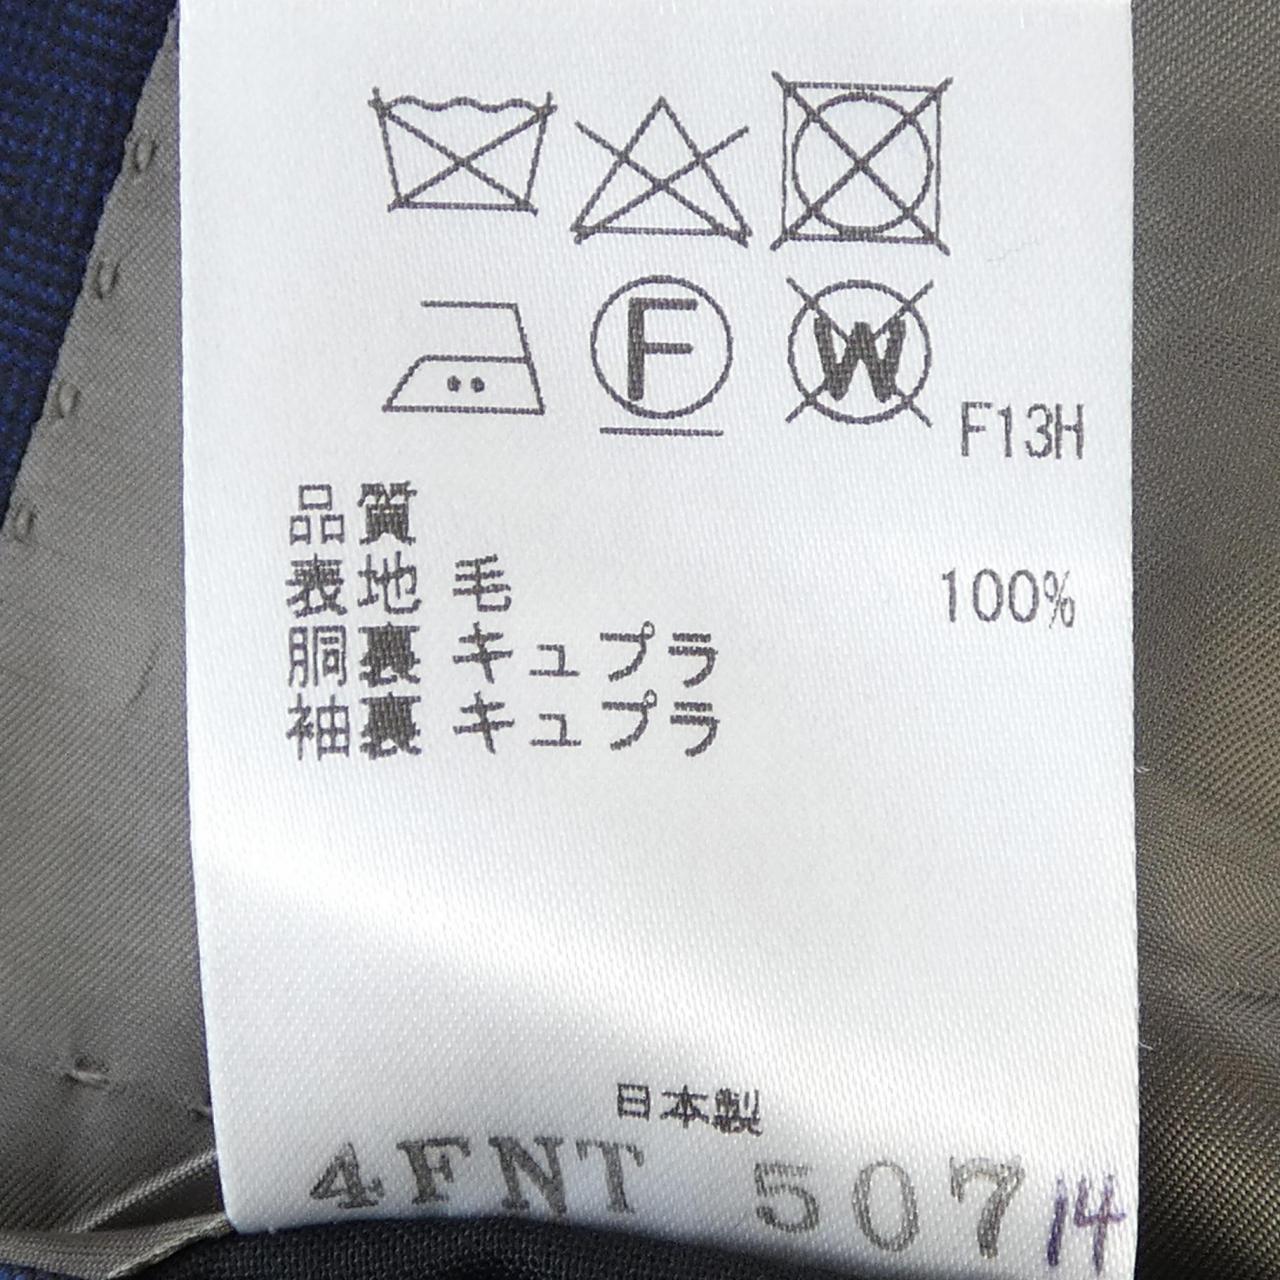 F W F13H
品質
表地 毛 100%
胴裏 キュプラ
袖裏 キュプラ
日本製
4FNT 507 14